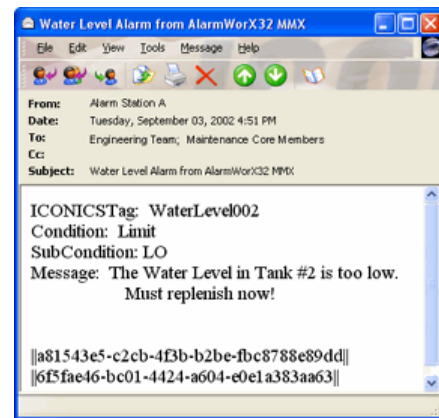 Water Level Alarm from AlarmWorX32 MMX
File Edit View Tools Message Help
From: Alarm Station A
Date: Tuesday, September 03, 2002 4:51 PM
To: Engineering Team; Maintenance Core Members
Cc:
Subject: Water Level Alarm from AlarmWorX32 MMX
ICONICSTag: WaterLevel002
Condition: Limit
SubCondition: LO
Message: The Water Level in Tank #2 is too low.
Must replenish now!
||a81543e5-c2cb-4f3b-b2be-fbc8788e89dd||
||6f5fae46-bc01-4424-a604-e0e1a383aa63||